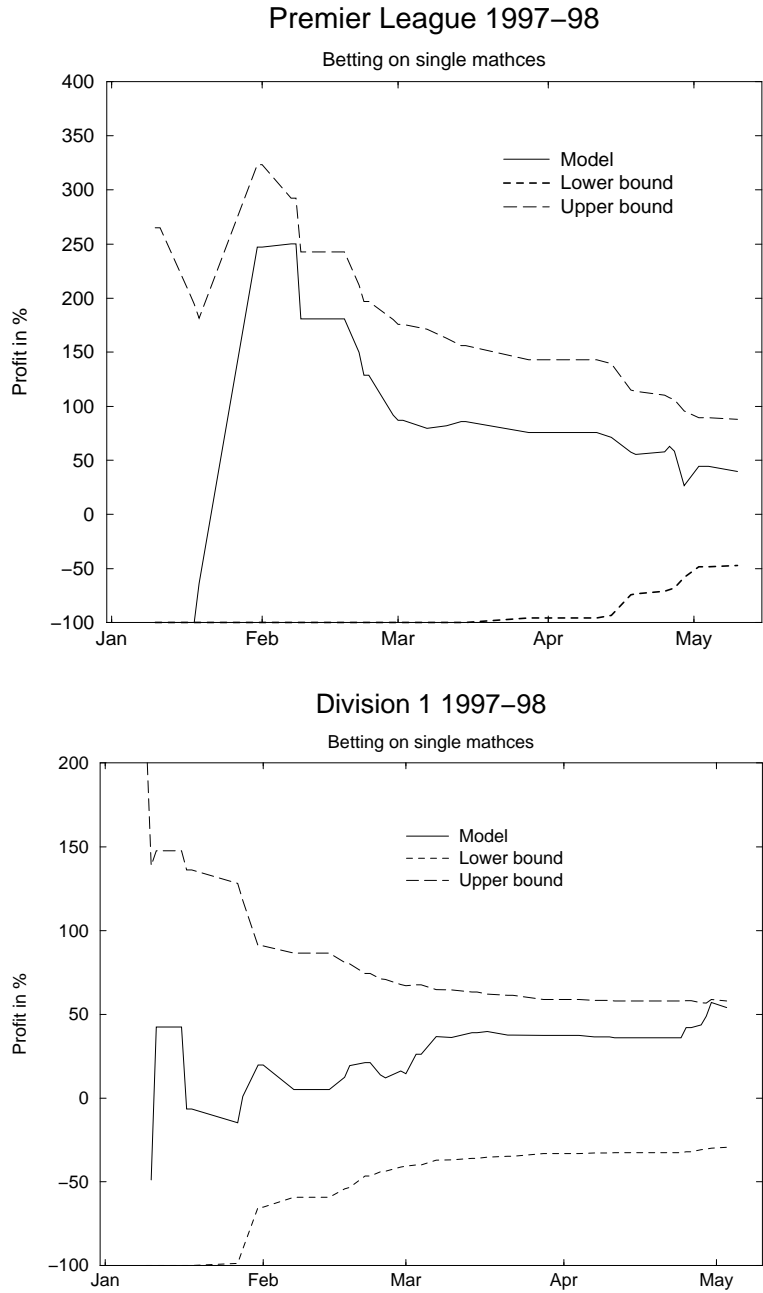 Premier League 1997–98
Betting on single mathces
400
350
300
250
200
150
100
50
0
−50
−100
Profit in %
Model
Lower bound
Upper bound
Jan Feb Mar Apr May
Division 1 1997–98
Betting on single mathces
200
150
100
50
0
−50
−100
Profit in %
Model
Lower bound
Upper bound
Jan Feb Mar Apr May